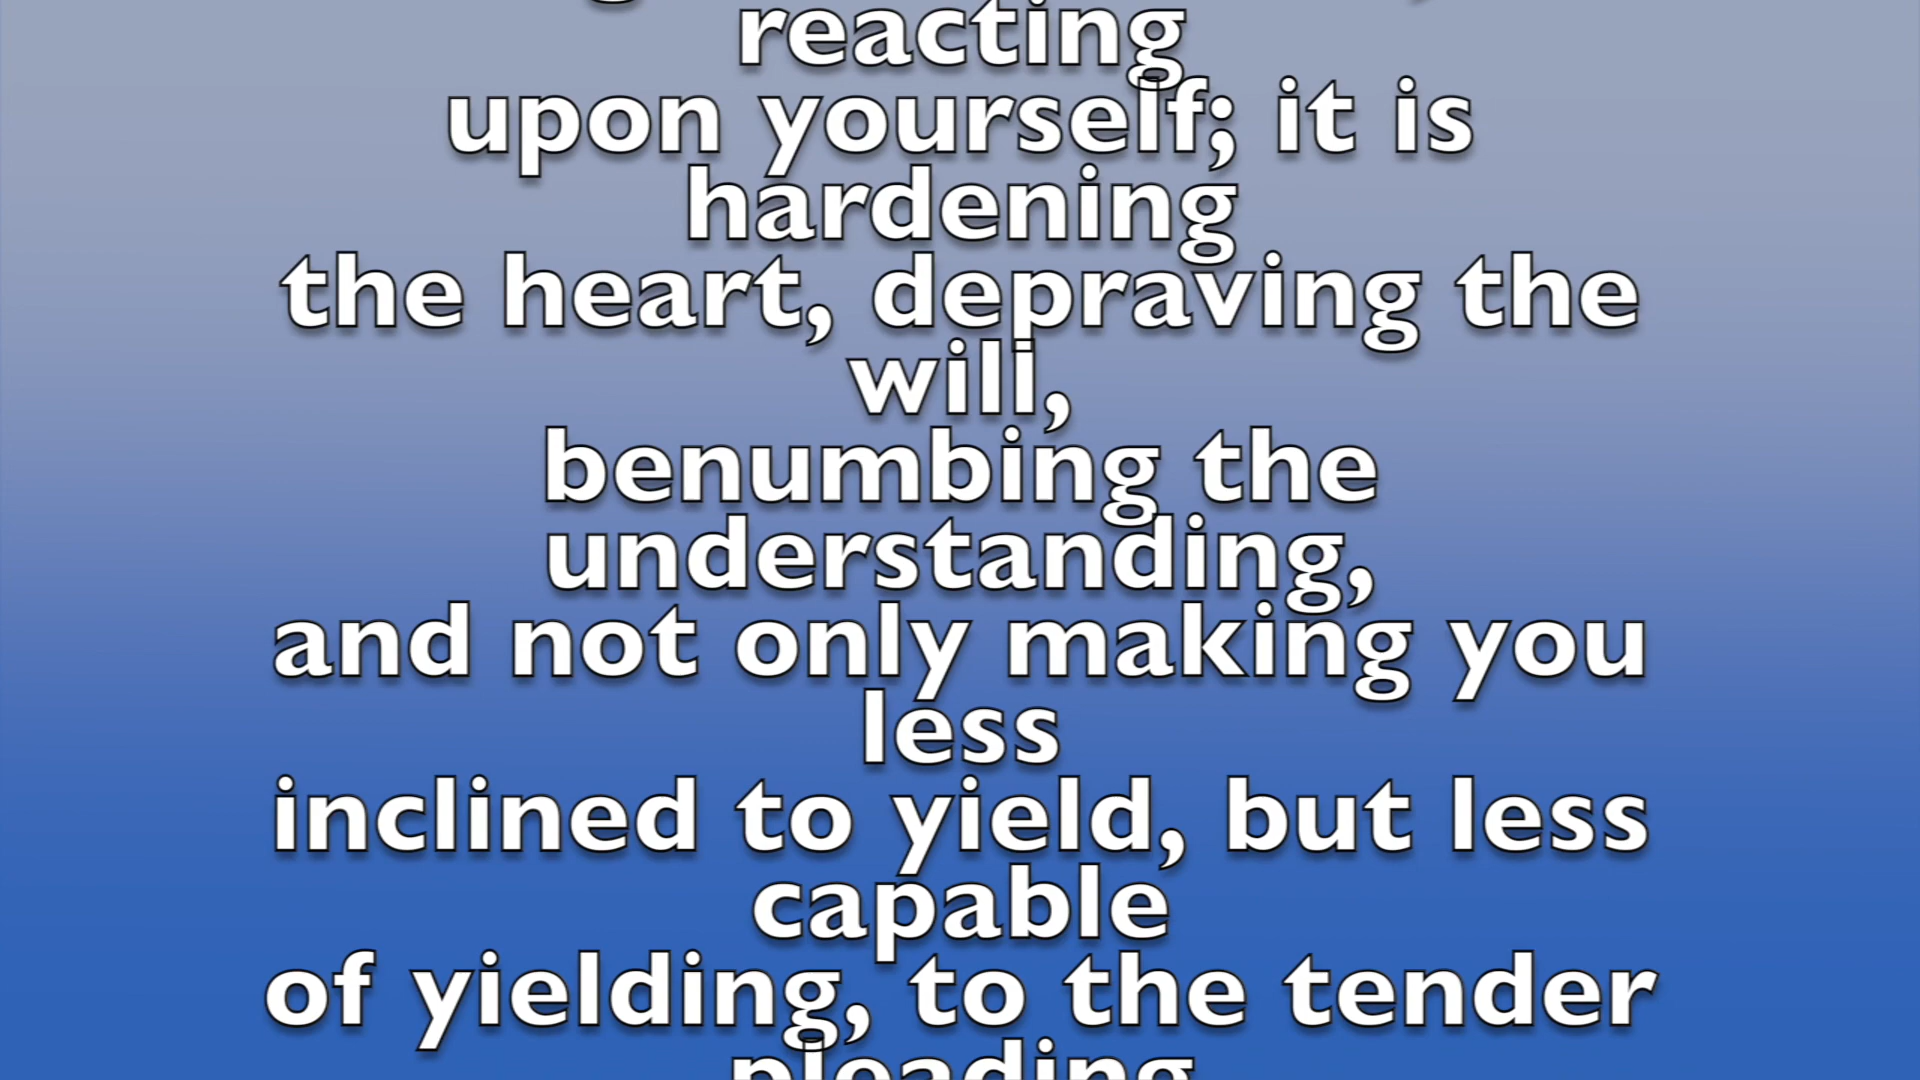 reacting
upon yourself; it is
hardening
the heart, depraving the
will,
benumbing the
understanding,
and not only making you
less
inclined to yield, but less
capable
of yielding, to the tender
pleading